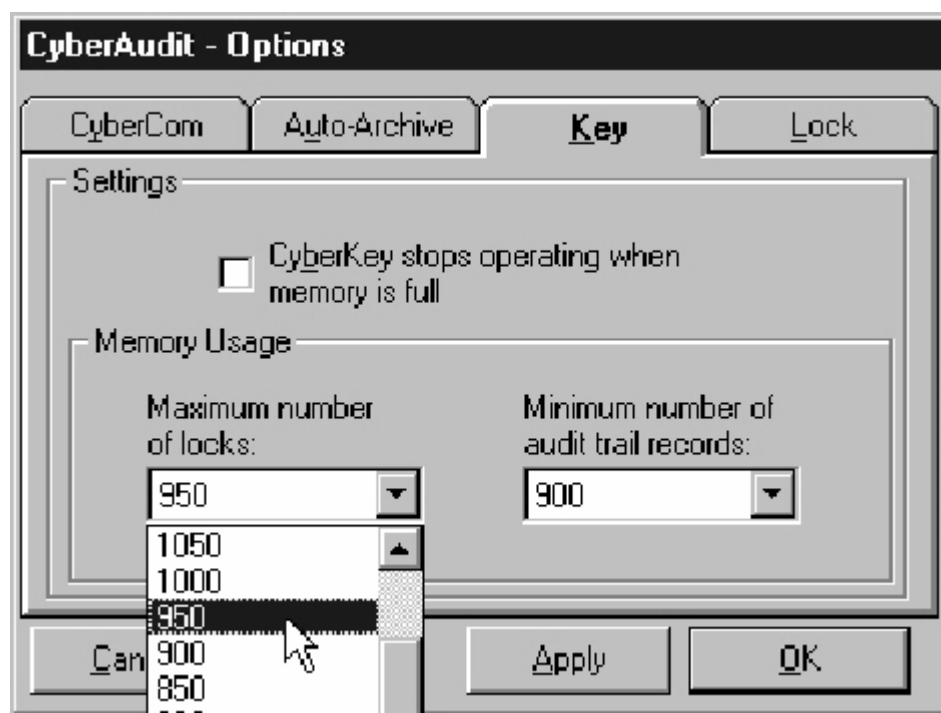 CyberAudit - Options
CyberCom Auto-Archive Key Lock
Settings
CyberKey stops operating when
memory is full
Memory Usage
Maximum number
of locks:
Minimum number of
audit trail records:
950
900
1050
1000
950
900
850
Apply
OK